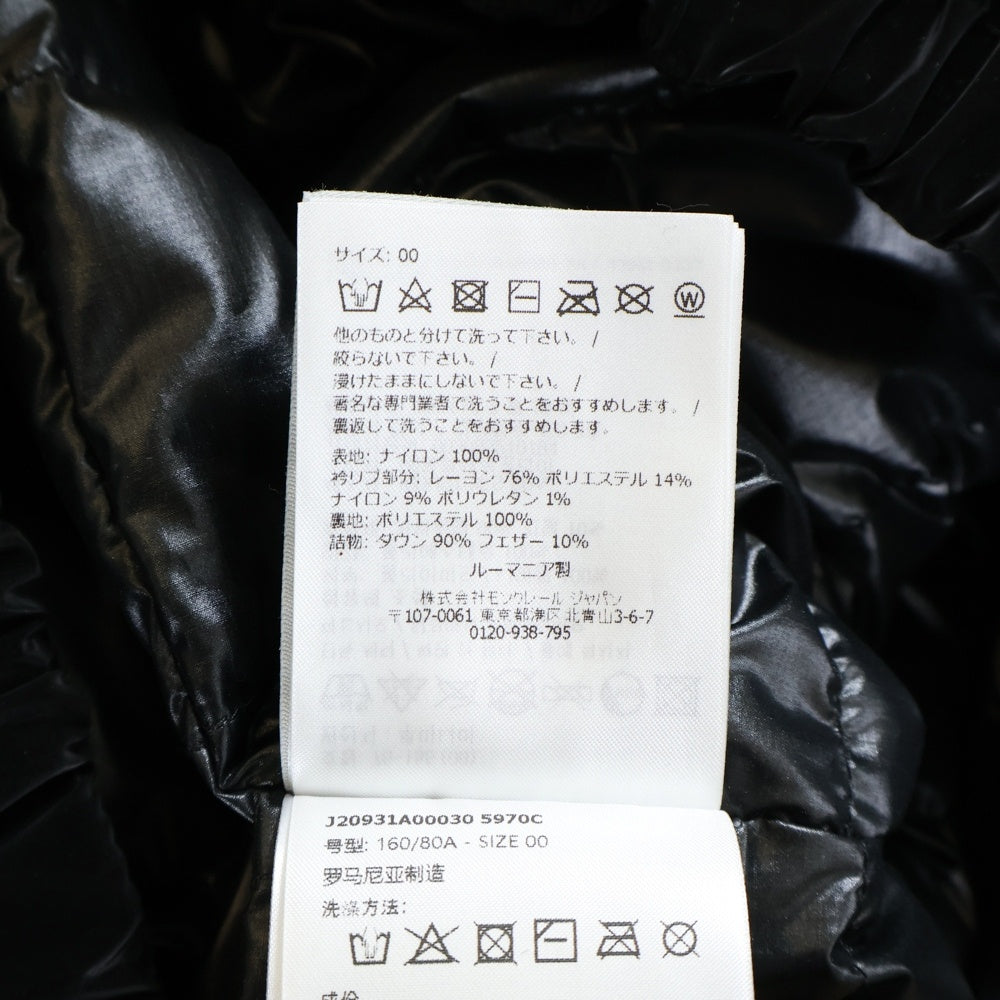 サイズ: 00
W
他のものと分けて洗って下さい。 /
絞らないで下さい。 /
浸けたままにしないで下さい。 /
著名な専門業者で洗うことをおすすめします。 /
裏返して洗うことをおすすめします。
表地: ナイロン 100%
衿リブ部分: レーヨン 76% ポリエステル 14%
ナイロン 9% ポリウレタン 1%
裏地: ポリエステル 100%
詰物: ダウン 90% フェザー 10%
ルーマニア製
株式会社モンクレール ジャパン
〒107-0061 東京都港区北青山3-6-7
0120-938-795
J20931A00030 5970C
号型: 160/80A - SIZE 00
罗马尼亚制造
洗涤方法: